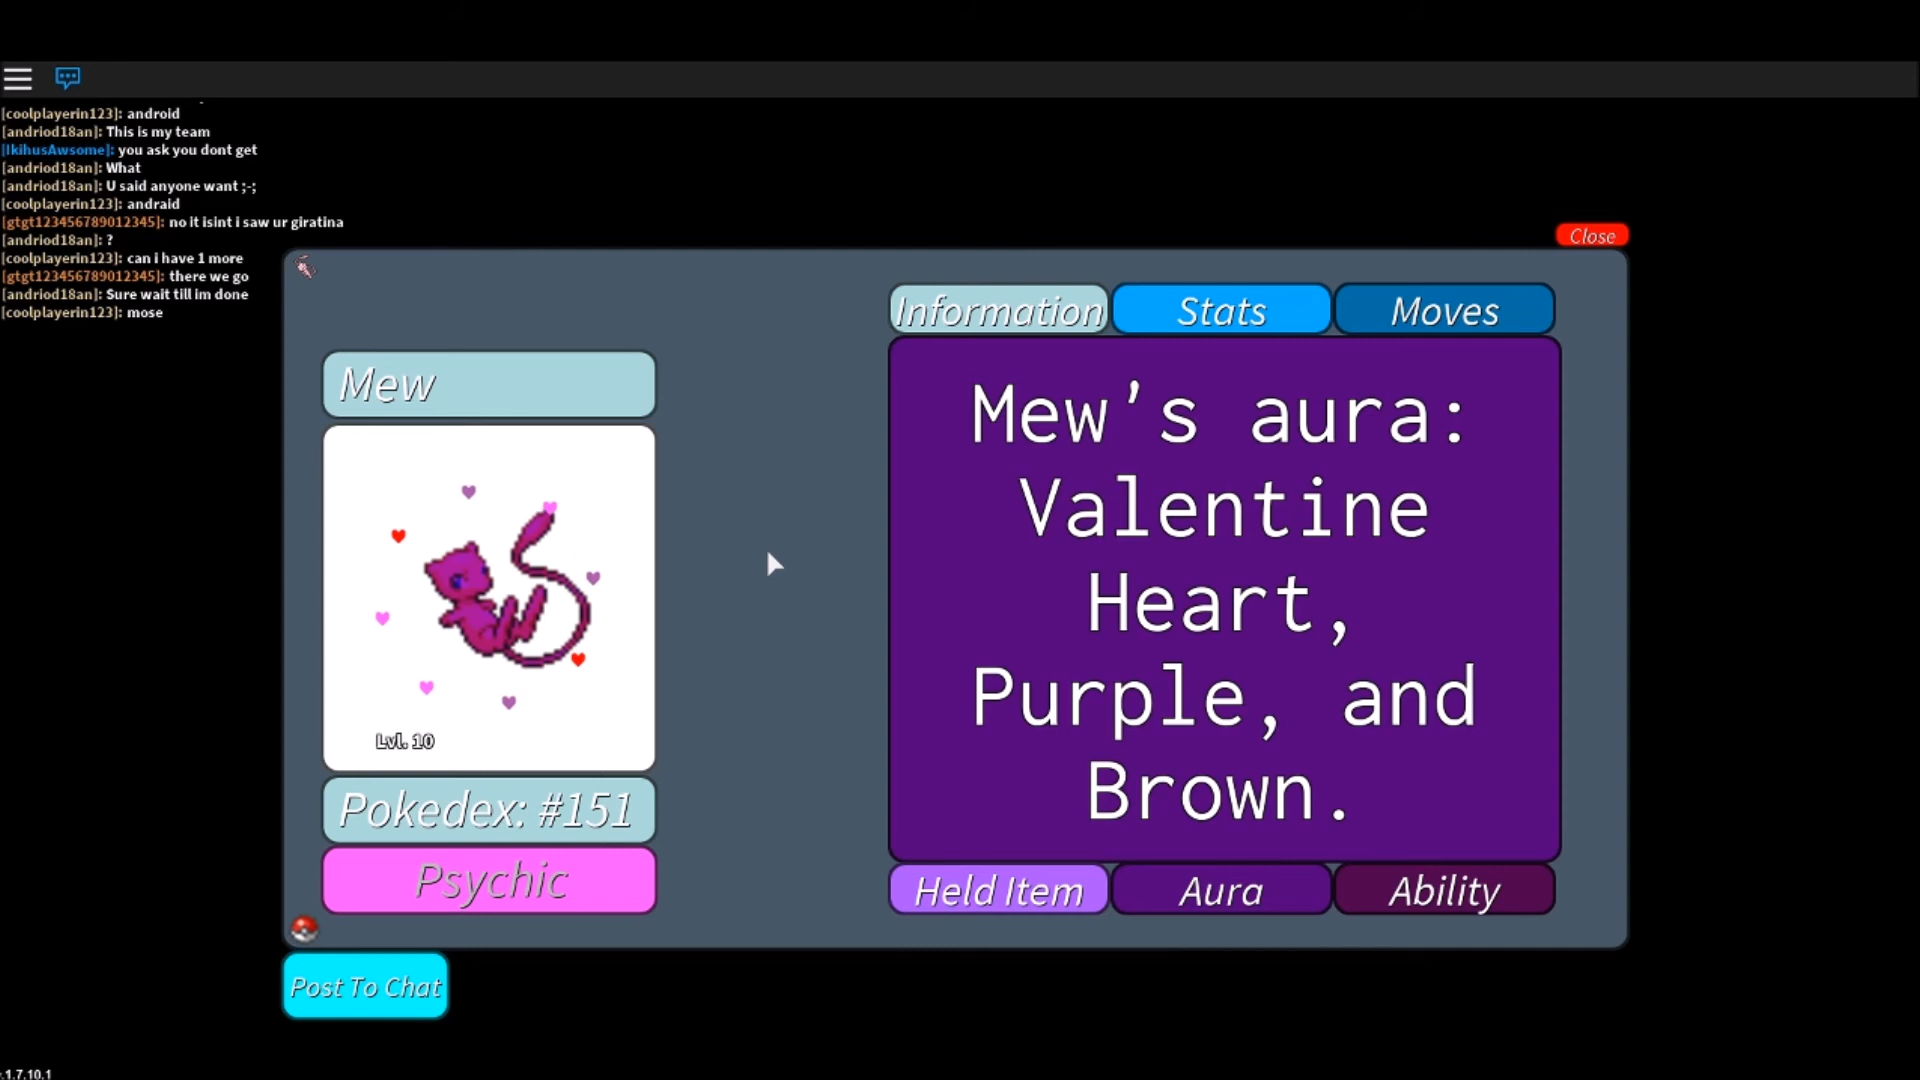 [coolplayerin123]: android
[andriod18an]: This is my team
[IkihusAwsome]: you ask you dont get
[andriod18an]: What
[andriod18an]: U said anyone want ;-;
[coolplayerin123]: andraid
[gtgt123456789012345]: no it isint i saw ur giratina
[andriod18an]: ?
[coolplayerin123]: can i have 1 more
[gtgt123456789012345]: there we go
[andriod18an]: Sure wait till im done
[coolplayerin123]: mose
Close
Information
Stats
Moves
Mew
Lvl. 10
Pokedex: #151
Psychic
Mew's aura:
Valentine
Heart,
Purple, and
Brown.
Held Item
Aura
Ability
Post To Chat
.1.7.10.1